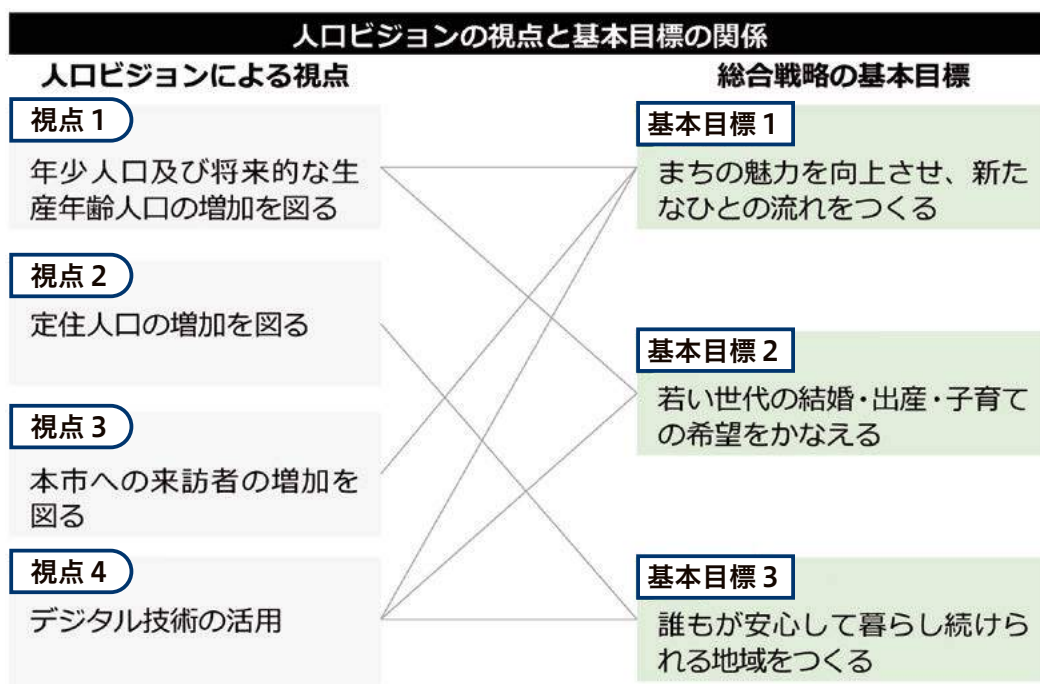 人口ビジョンの視点と基本目標の関係
人口ビジョンによる視点
視点1
年少人口及び将来的な生
産年齢人口の増加を図る
視点2
定住人口の増加を図る
視点3
本市への来訪者の増加を
図る
視点4
デジタル技術の活用
総合戦略の基本目標
基本目標1
まちの魅力を向上させ、新た
なひとの流れをつくる
基本目標2
若い世代の結婚・出産・子育て
の希望をかなえる
基本目標3
誰もが安心して暮らし続けら
れる地域をつくる